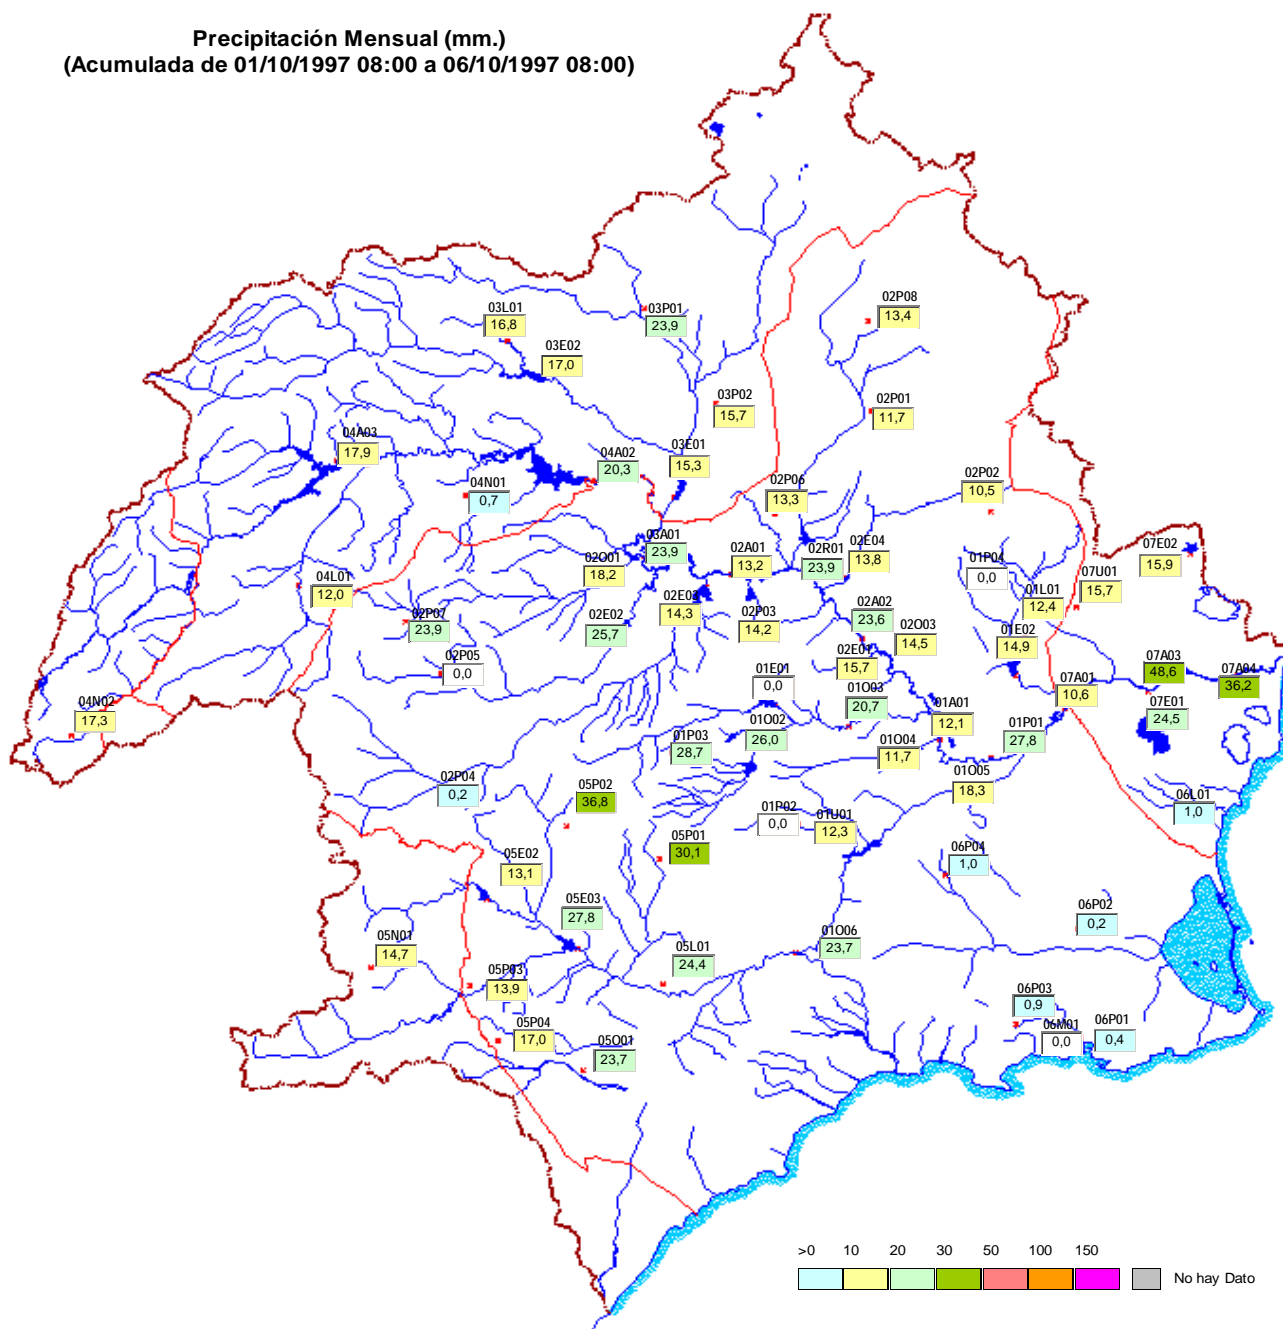 Precipitación Mensual (mm.)
(Acumulada de 01/10/1997 08:00 a 06/10/1997 08:00)
03L01
16,8
03P01
23,9
02P08
13,4
03E02
17,0
03P02
15,7
02P01
11,7
04A03
17,9
04A02
20,3
03E01
15,3
04N01
0,7
02P06
13,3
02P02
10,5
03A01
23,9
02O01
18,2
02A01
13,2
02R01
23,9
02E04
13,8
01P04
0,0
07E02
15,9
07U01
15,7
04L01
12,0
02E03
14,3
01L01
12,4
02P07
23,9
02E02
25,7
02P03
14,2
02A02
23,6
02O03
14,5
01E02
14,9
02P05
0,0
01E01
0,0
02E01
15,7
07A03
48,6
07A04
36,2
07A01
10,6
01O03
20,7
04N02
17,3
01A01
12,1
07E01
24,5
01O02
26,0
01P03
28,7
01O04
11,7
01P01
27,8
02P04
0,2
05P02
36,8
01O05
18,3
06L01
1,0
01P02
0,0
01U01
12,3
05P01
30,1
05E02
13,1
06P04
1,0
05E03
27,8
06P02
0,2
05N01
14,7
05L01
24,4
01O06
23,7
05P03
13,9
06P03
0,9
05P04
17,0
06M01
0,0
06P01
0,4
05O01
23,7
>0 10 20 30 50 100 150
No hay Dato